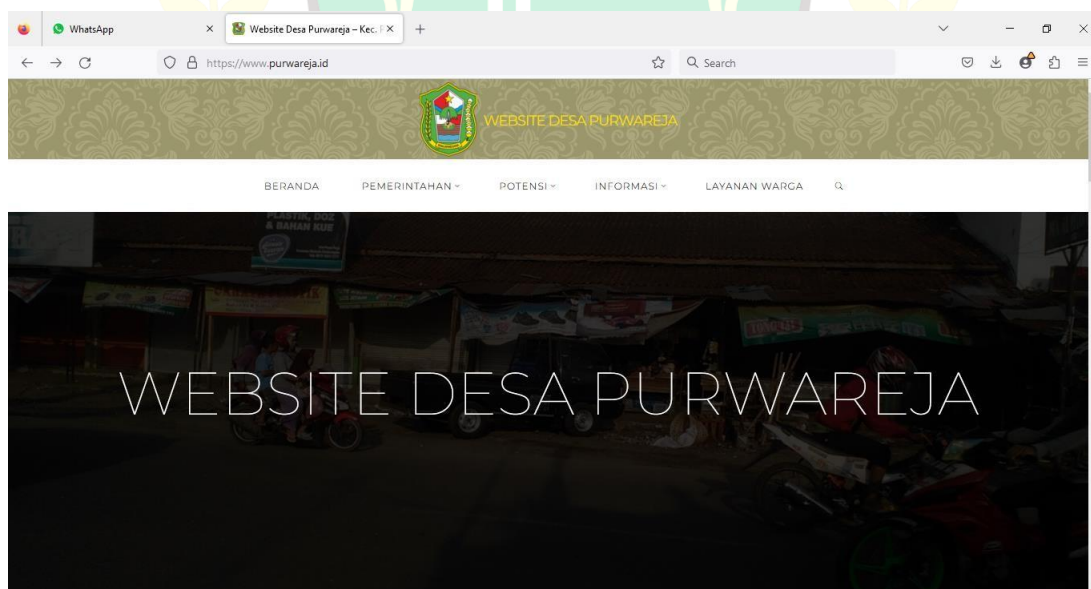 WhatsApp
Website Desa Purwareja – Kec. P
https://www.purwareja.id
Search
WEBSITE DESA PURWAREJA
BERANDA PEMERINTAHAN POTENSI INFORMASI LAYANAN WARGA
PLASTIK, DOZ
& BAHAN KUE
WEBSITE DESA PURWAREJA